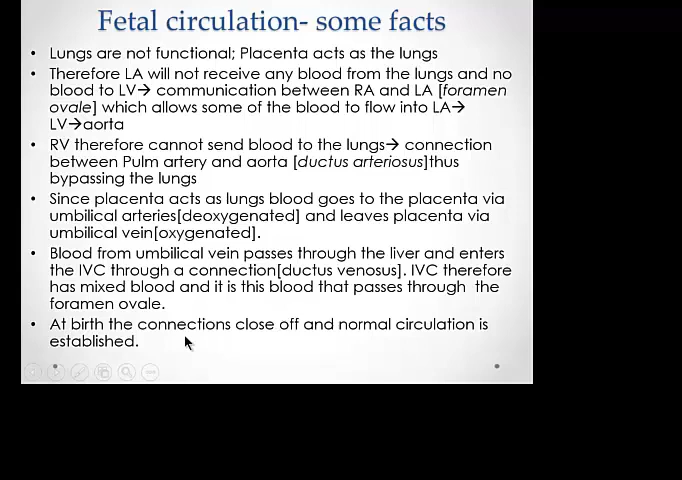 Fetal circulation- some facts
• Lungs are not functional; Placenta acts as the lungs
• Therefore LA will not receive any blood from the lungs and no
blood to LV→ communication between RA and LA [foramen
ovale] which allows some of the blood to flow into LA→
LV→aorta
• RV therefore cannot send blood to the lungs→ connection
between Pulm artery and aorta [ductus arteriosus]thus
bypassing the lungs
• Since placenta acts as lungs blood goes to the placenta via
umbilical arteries[deoxygenated] and leaves placenta via
umbilical vein[oxygenated].
• Blood from umbilical vein passes through the liver and enters
the IVC through a connection[ductus venosus]. IVC therefore
has mixed blood and it is this blood that passes through  the
foramen ovale.
• At birth the connections close off and normal circulation is
established.